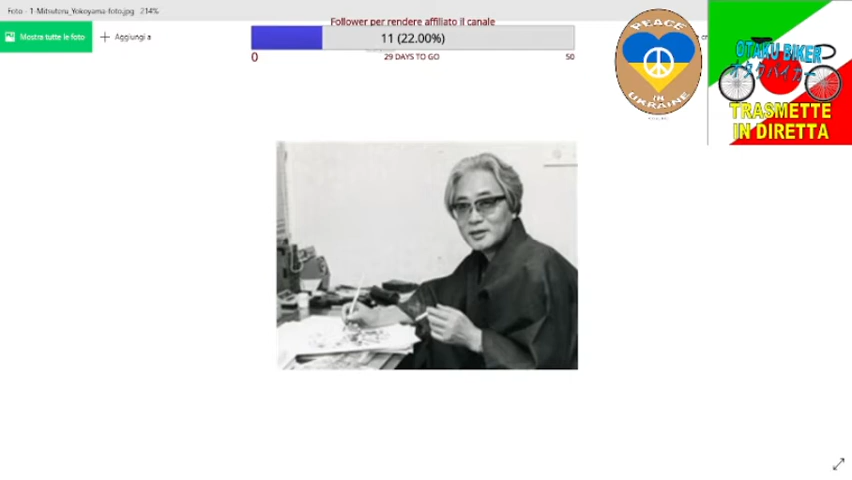 Foto - 1-Mitsuteru_Yokoyama-foto.jpg 214%
Mostra tutte le foto
Aggiungi a
Follower per rendere affiliato il canale
11 (22.00%)
0
29 DAYS TO GO
50
PEACE
IN
UKRAINE
OTAKU BIKER
オタクバイカー
TRASMETTE
IN DIRETTA